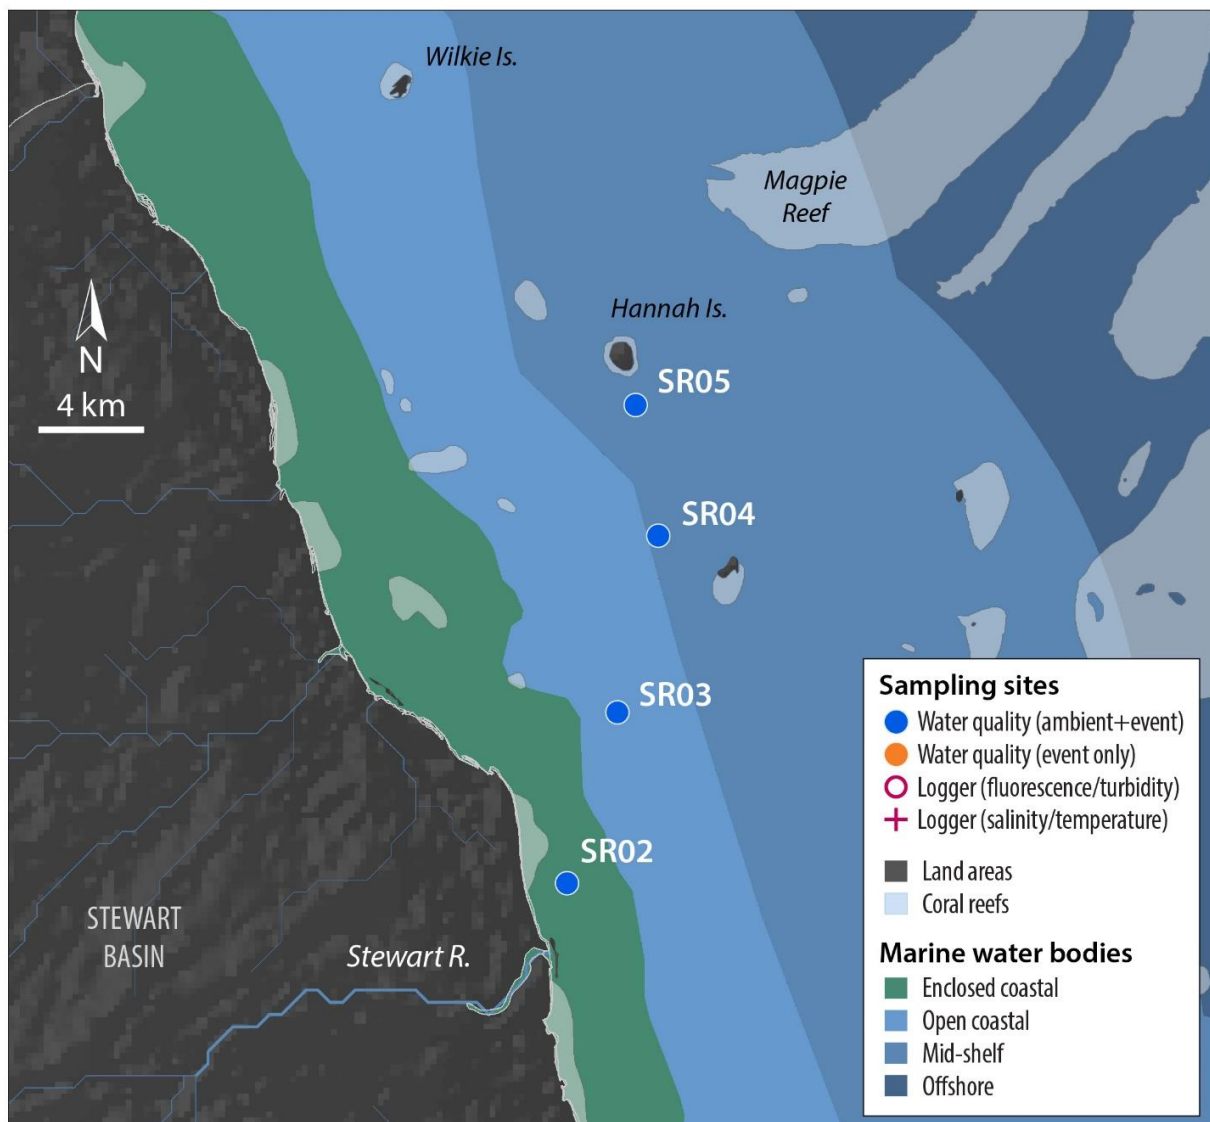 Wilkie Is.
Magpie
Reef
Hannah Is.
N
4 km
SR05
SR04
SR03
SR02
STEWART
BASIN
Stewart R.
Sampling sites
Water quality (ambient+event)
Water quality (event only)
Logger (fluorescence/turbidity)
Logger (salinity/temperature)
Land areas
Coral reefs
Marine water bodies
Enclosed coastal
Open coastal
Mid-shelf
Offshore